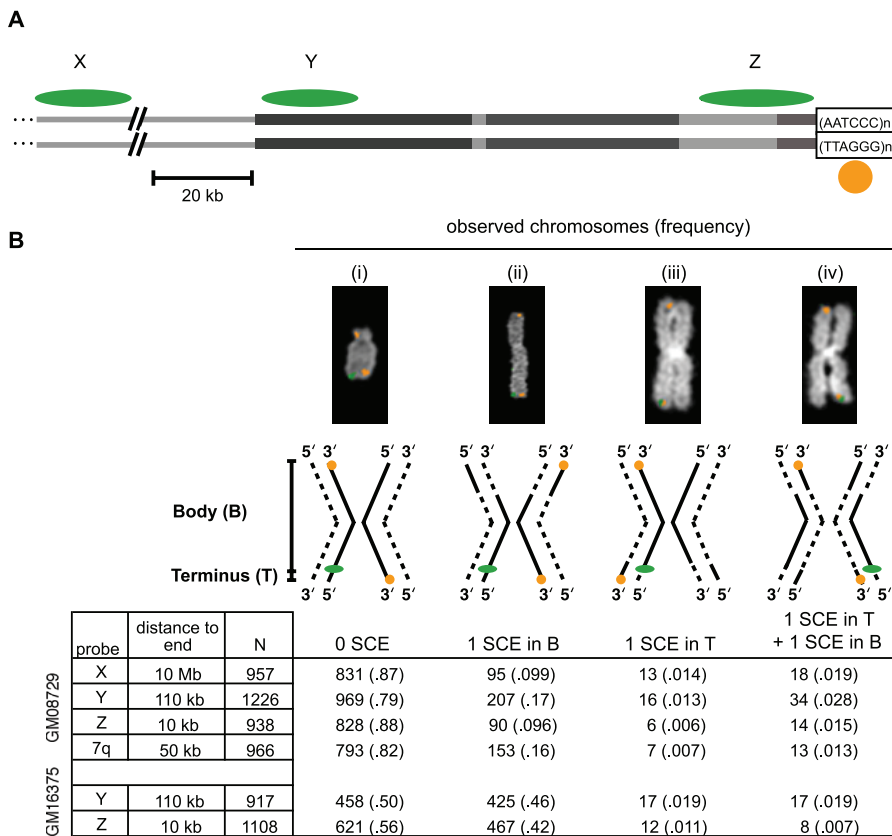 A
X Y Z
(AATCCC)n
(TTAGGG)n
20 kb
B
observed chromosomes (frequency)
(i) (ii) (iii) (iv)
5′ 3′ 5′ 3′ 5′ 3′ 5′ 3′ 5′ 3′ 5′ 3′ 5′ 3′ 5′ 3′
Body (B)
Terminus (T)
3′ 5′ 3′ 5′ 3′ 5′ 3′ 5′ 3′ 5′ 3′ 5′ 3′ 5′ 3′ 5′
probe distance to end N 0 SCE 1 SCE in B 1 SCE in T 1 SCE in T + 1 SCE in B
GM08729
X 10 Mb 957 831 (.87) 95 (.099) 13 (.014) 18 (.019)
Y 110 kb 1226 969 (.79) 207 (.17) 16 (.013) 34 (.028)
Z 10 kb 938 828 (.88) 90 (.096) 6 (.006) 14 (.015)
7q 50 kb 966 793 (.82) 153 (.16) 7 (.007) 13 (.013)
GM16375
Y 110 kb 917 458 (.50) 425 (.46) 17 (.019) 17 (.019)
Z 10 kb 1108 621 (.56) 467 (.42) 12 (.011) 8 (.007)